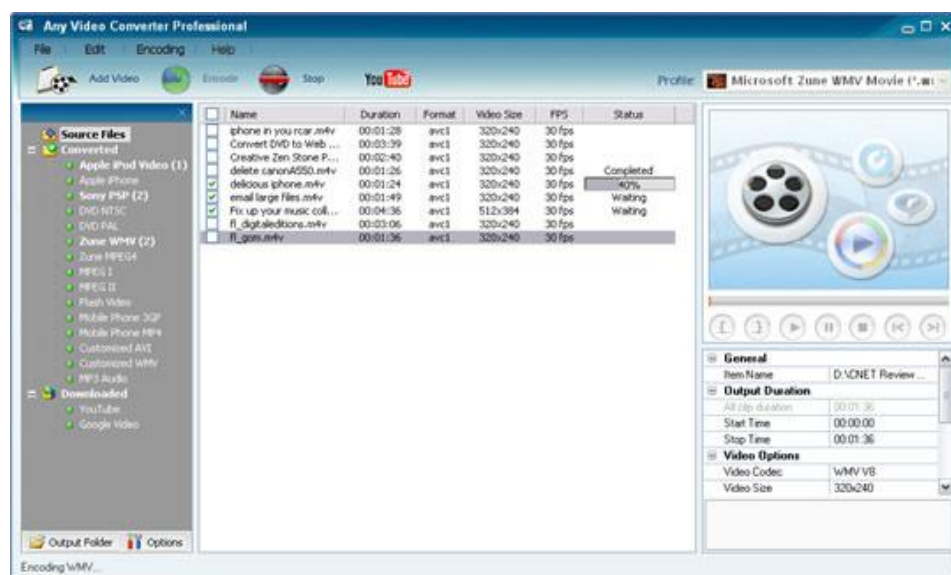 Any Video Converter Professional
File Edit Encoding Help
Add Video Encode Stop YouTube Profile: Microsoft Zune WMV Movie (*.
Name Duration Format Video Size FPS Status
iphone in you rcar.m4v 00:01:28 avc1 320x240 30 fps
Convert DVD to Web ... 00:03:39 avc1 320x240 30 fps
Creative Zen Stone P... 00:02:40 avc1 320x240 30 fps
delete canonA550.m4v 00:01:26 avc1 320x240 30 fps Completed
delicious iphone.m4v 00:01:24 avc1 320x240 30 fps 40%
email large files.m4v 00:01:49 avc1 320x240 30 fps Waiting
Fix up your music coll... 00:04:36 avc1 512x384 30 fps Waiting
fl_digitaleditions.m4v 00:03:06 avc1 320x240 30 fps
fl_gom.m4v 00:01:36 avc1 320x240 30 fps
Source Files
Converted
Apple iPod Video (1)
Apple iPhone
Sony PSP (2)
DVD NTSC
DVD PAL
Zune WMV (2)
Zune MPEG4
MPEG I
MPEG II
Flash Video
Mobile Phone 3GP
Mobile Phone MP4
Customized AVI
Customized WMV
MP3 Audio
Downloaded
YouTube
Google Video
Output Folder Options
General
Item Name D:\CNET Review ...
Output Duration
All clip duration 00:01:36
Start Time 00:00:00
Stop Time 00:01:36
Video Options
Video Codec WMV V8
Video Size 320x240
Encoding WMV...